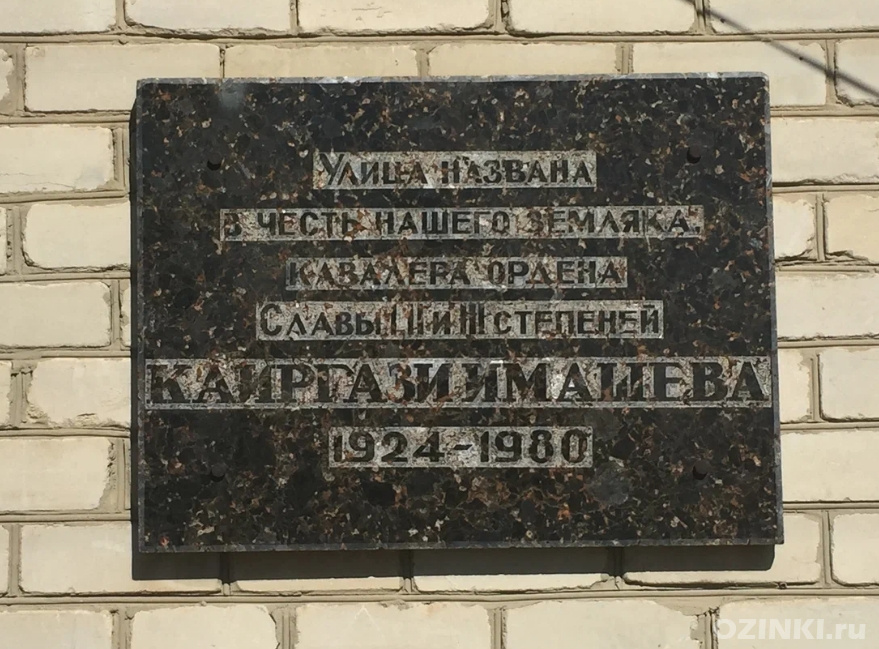 Улица названа
в честь нашего земляка,
кавалера ордена
Славы I,II и III степеней
КАИРГАЗИ ИМАШЕВА
1924-1980
OZINKI.ru